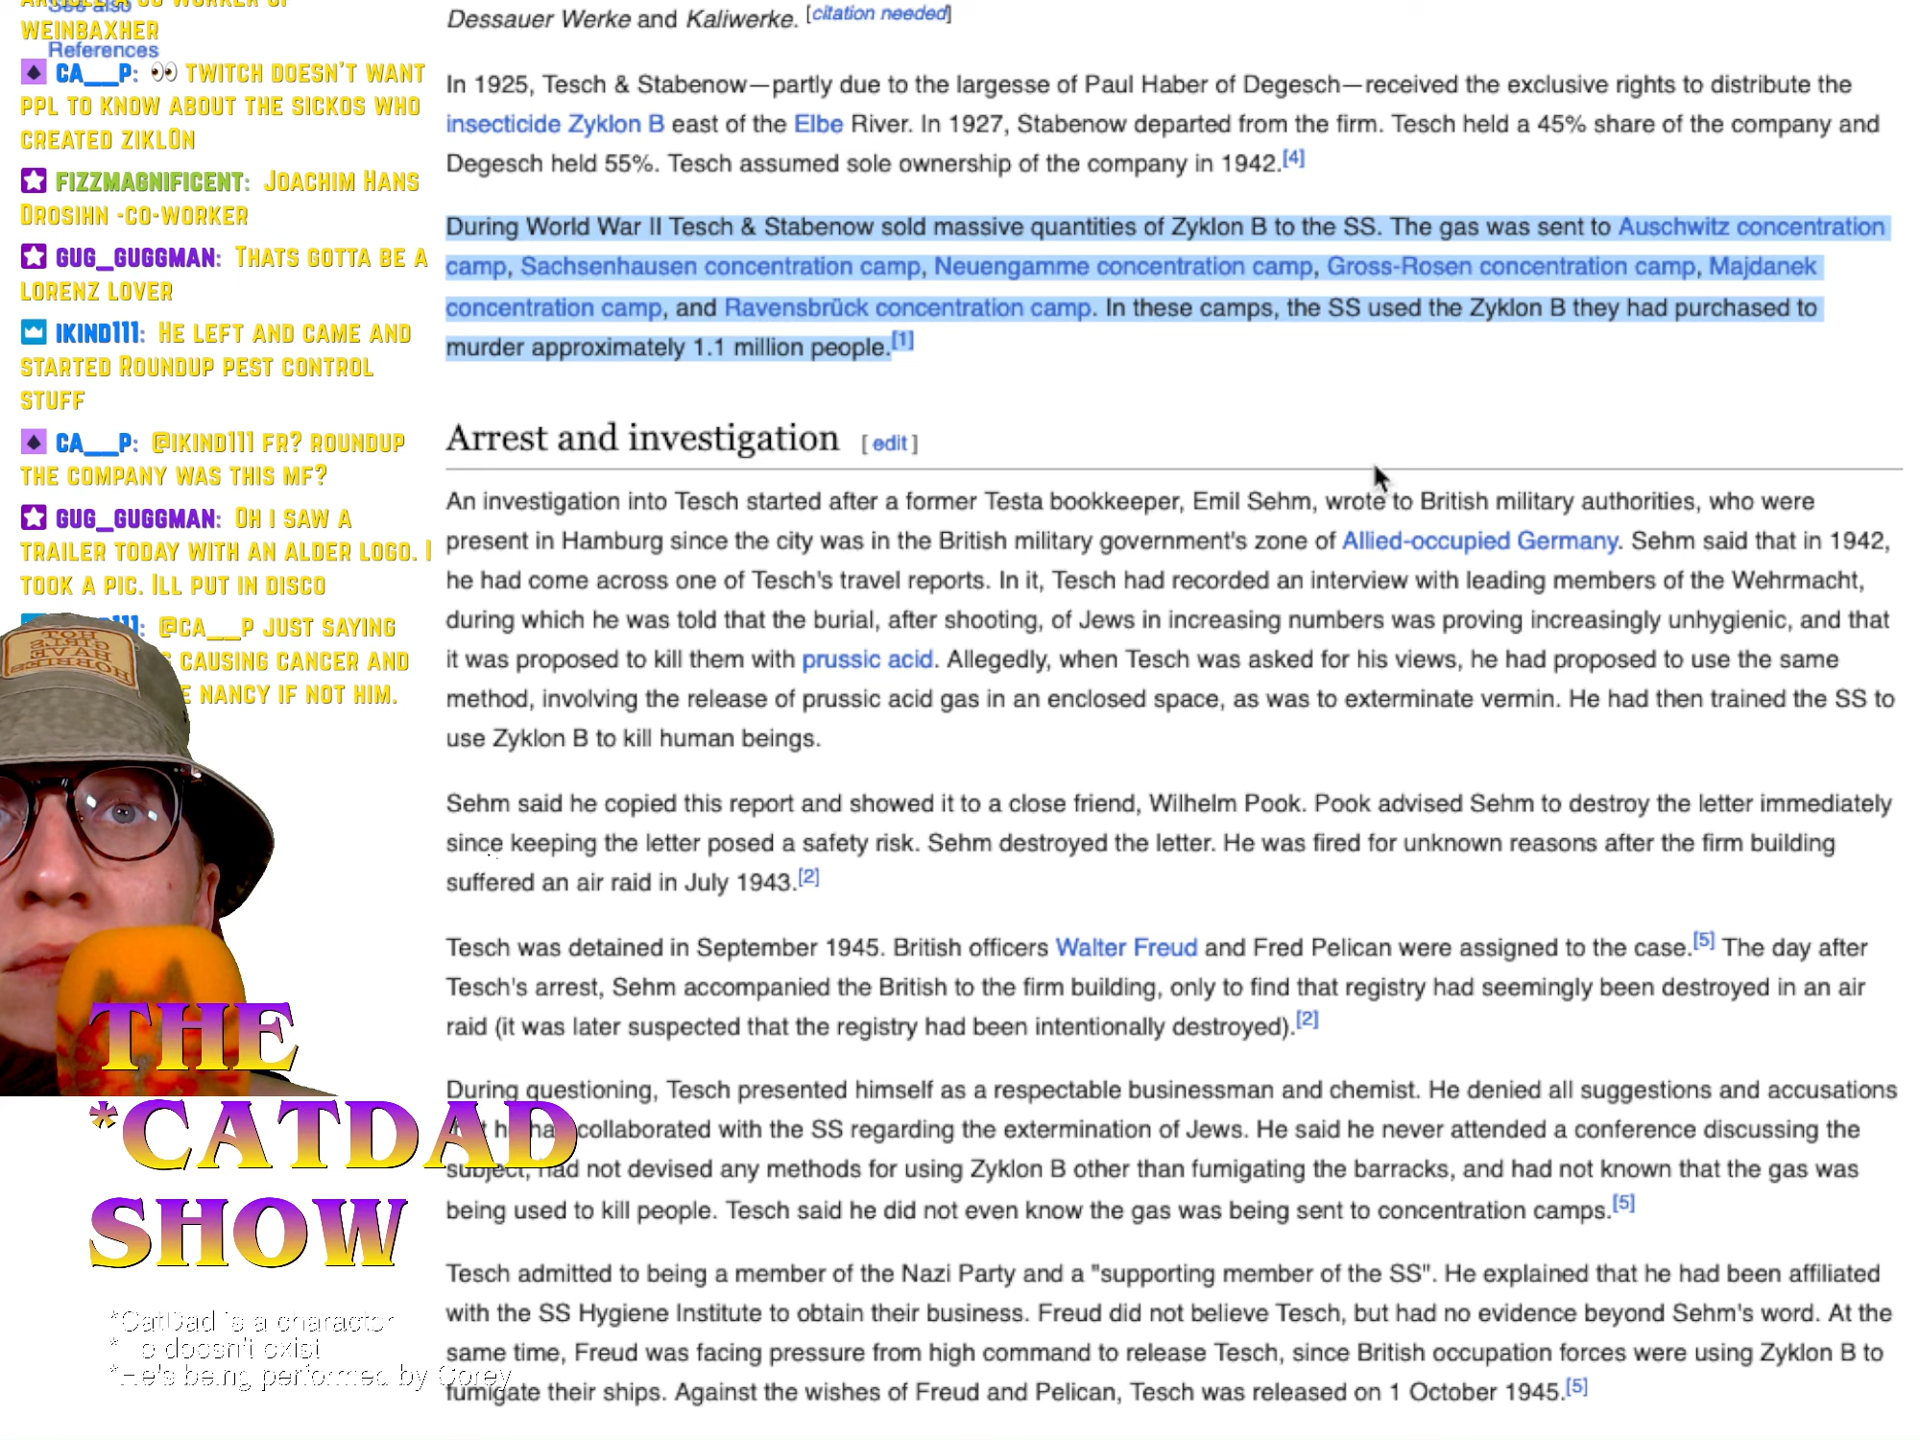 See also
WEINBAXHER
References
CA__P: 👀 TWITCH DOESN'T WANT
PPL TO KNOW ABOUT THE SICKOS WHO
CREATED ZIKLON
FIZZMAGNIFICENT: JOACHIM HANS
DROSIHN -CO-WORKER
GUG_GUGGMAN: THATS GOTTA BE A
LORENZ LOVER
IKIND111: HE LEFT AND CAME AND
STARTED ROUNDUP PEST CONTROL
STUFF
CA__P: @IKIND111 FR? ROUNDUP
THE COMPANY WAS THIS MF?
GUG_GUGGMAN: OH I SAW A
TRAILER TODAY WITH AN ALDER LOGO. I
TOOK A PIC. ILL PUT IN DISCO
@CA__P JUST SAYING
CAUSING CANCER AND
NANCY IF NOT HIM.
HOBBIES
HAVE
HOT
THE
*CATDAD
SHOW
*CatDad is a character
doesn't exist
*He's being performed by Corey
Dessauer Werke and Kaliwerke. [citation needed]
In 1925, Tesch & Stabenow—partly due to the largesse of Paul Haber of Degesch—received the exclusive rights to distribute the
insecticide Zyklon B east of the Elbe River. In 1927, Stabenow departed from the firm. Tesch held a 45% share of the company and
Degesch held 55%. Tesch assumed sole ownership of the company in 1942.[4]
During World War II Tesch & Stabenow sold massive quantities of Zyklon B to the SS. The gas was sent to Auschwitz concentration
camp, Sachsenhausen concentration camp, Neuengamme concentration camp, Gross-Rosen concentration camp, Majdanek
concentration camp, and Ravensbrück concentration camp. In these camps, the SS used the Zyklon B they had purchased to
murder approximately 1.1 million people.[1]
Arrest and investigation [ edit ]
An investigation into Tesch started after a former Testa bookkeeper, Emil Sehm, wrote to British military authorities, who were
present in Hamburg since the city was in the British military government's zone of Allied-occupied Germany. Sehm said that in 1942,
he had come across one of Tesch's travel reports. In it, Tesch had recorded an interview with leading members of the Wehrmacht,
during which he was told that the burial, after shooting, of Jews in increasing numbers was proving increasingly unhygienic, and that
it was proposed to kill them with prussic acid. Allegedly, when Tesch was asked for his views, he had proposed to use the same
method, involving the release of prussic acid gas in an enclosed space, as was to exterminate vermin. He had then trained the SS to
use Zyklon B to kill human beings.
Sehm said he copied this report and showed it to a close friend, Wilhelm Pook. Pook advised Sehm to destroy the letter immediately
since keeping the letter posed a safety risk. Sehm destroyed the letter. He was fired for unknown reasons after the firm building
suffered an air raid in July 1943.[2]
Tesch was detained in September 1945. British officers Walter Freud and Fred Pelican were assigned to the case.[5] The day after
Tesch's arrest, Sehm accompanied the British to the firm building, only to find that registry had seemingly been destroyed in an air
raid (it was later suspected that the registry had been intentionally destroyed).[2]
During questioning, Tesch presented himself as a respectable businessman and chemist. He denied all suggestions and accusations
collaborated with the SS regarding the extermination of Jews. He said he never attended a conference discussing the
subject, had not devised any methods for using Zyklon B other than fumigating the barracks, and had not known that the gas was
being used to kill people. Tesch said he did not even know the gas was being sent to concentration camps.[5]
Tesch admitted to being a member of the Nazi Party and a "supporting member of the SS". He explained that he had been affiliated
with the SS Hygiene Institute to obtain their business. Freud did not believe Tesch, but had no evidence beyond Sehm's word. At the
same time, Freud was facing pressure from high command to release Tesch, since British occupation forces were using Zyklon B to
fumigate their ships. Against the wishes of Freud and Pelican, Tesch was released on 1 October 1945.[5]